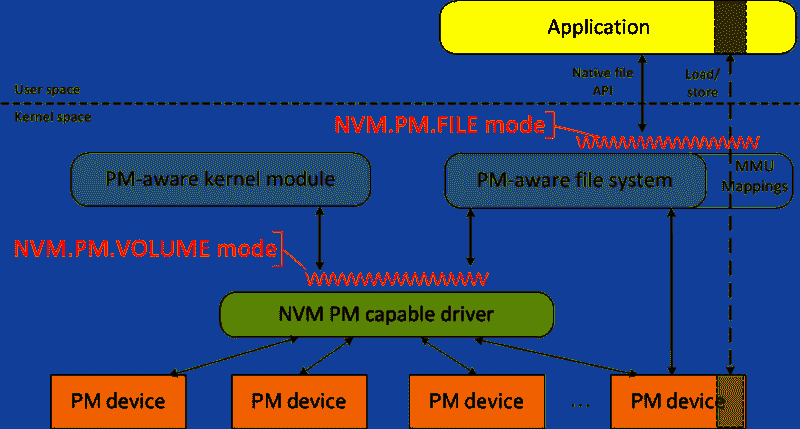 Application
Native file
API
Load/
store
User space
Kernel space
NVM.PM.FILE mode
PM-aware kernel module
PM-aware file system
MMU
Mappings
NVM.PM.VOLUME mode
NVM PM capable driver
PM device
PM device
PM device
...
PM device